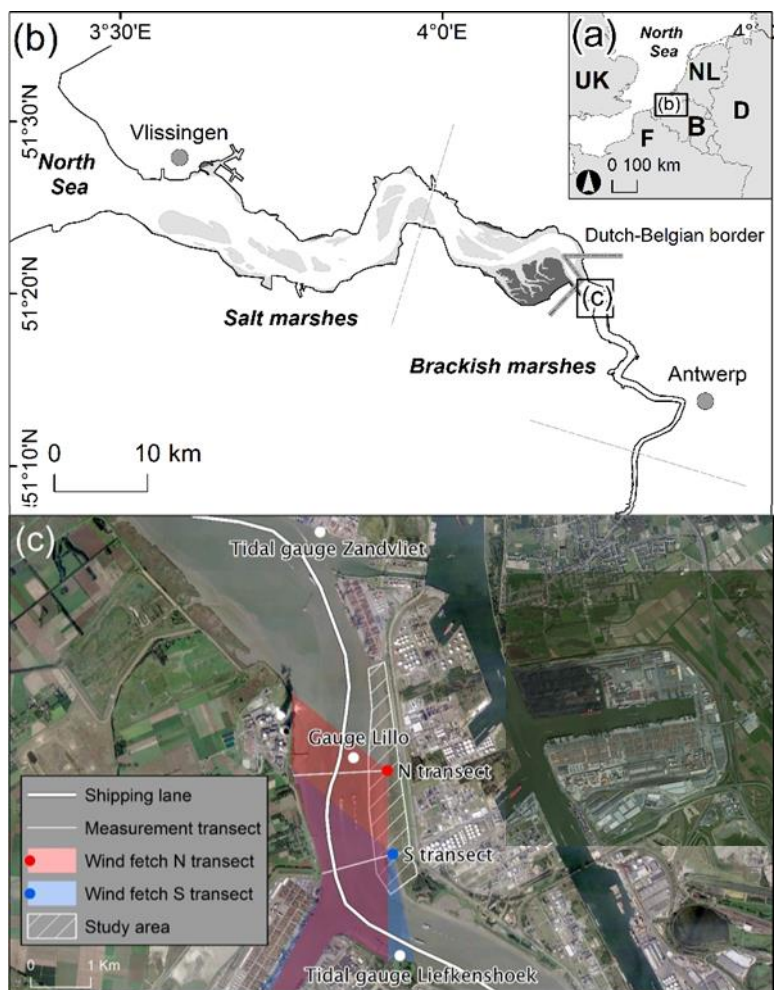 (b)
3°30'E
4°0'E
4°
(a)
North
Sea
UK
NL
(b)
D
B
F
0 100 km
51°30'N
Vlissingen
North
Sea
Dutch-Belgian border
51°20'N
(c)
Salt marshes
Brackish marshes
Antwerp
0 10 km
51°10'N
(c)
Tidal gauge Zandvliet
Gauge Lillo
N transect
Shipping lane
Measurement transect
Wind fetch N transect
S transect
Wind fetch S transect
Study area
0 1 Km
Tidal gauge Liefkenshoek